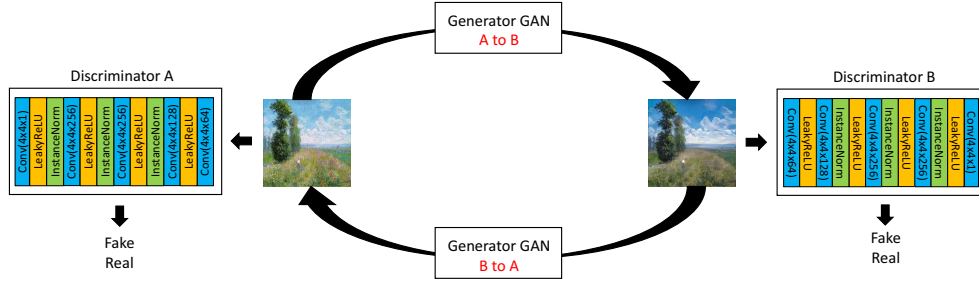 Generator GAN
A to B
Discriminator A
Conv(4x4x1)
LeakyReLU
InstanceNorm
Conv(4x4x256)
LeakyReLU
InstanceNorm
Conv(4x4x256)
LeakyReLU
InstanceNorm
Conv(4x4x128)
LeakyReLU
Conv(4x4x64)
Fake
Real
Discriminator B
Conv(4x4x64)
LeakyReLU
Conv(4x4x128)
InstanceNorm
LeakyReLU
Conv(4x4x256)
InstanceNorm
LeakyReLU
Conv(4x4x256)
InstanceNorm
LeakyReLU
Conv(4x4x1)
Fake
Real
Generator GAN
B to A